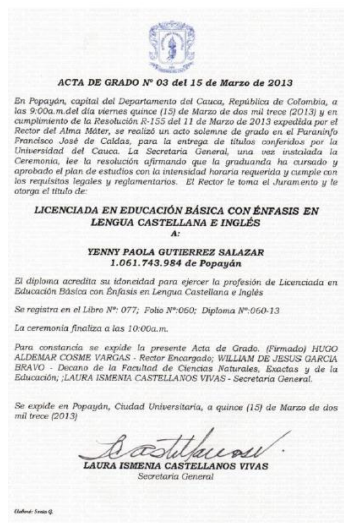 ACTA DE GRADO Nº 03 del 15 de Marzo de 2013
En Popayán, capital del Departamento del Cauca, República de Colombia, a
las 9:00a.m.del día viernes quince (15) de Marzo de dos mil trece (2013) y en
cumplimiento de la Resolución R-155 del 11 de Marzo de 2013 expedida por el
Rector del Alma Máter, se realizó un acto solemne de grado en el Paraninfo
Francisco José de Caldas, para la entrega de títulos conferidos por la
Universidad del Cauca. La Secretaria General, una vez instalada la
Ceremonia, lee la resolución afirmando que la graduanda ha cursado y
aprobado el plan de estudios con la intensidad horaria requerida y cumple con
los requisitos legales y reglamentarios. El Rector le toma el Juramento y le
otorga el título de:
LICENCIADA EN EDUCACIÓN BÁSICA CON ÉNFASIS EN
LENGUA CASTELLANA E INGLÉS
A:
YENNY PAOLA GUTIERREZ SALAZAR
1.061.743.984 de Popayán
El diploma acredita su idoneidad para ejercer la profesión de Licenciada en
Educación Básica con Énfasis en Lengua Castellana e Inglés
Se registra en el Libro Nº: 077; Folio Nº:060; Diploma Nº:060-13
La ceremonia finaliza a las 10:00a.m.
Para constancia se expide la presente Acta de Grado. (Firmado) HUGO
ALDEMAR COSME VARGAS - Rector Encargado; WILLIAM DE JESUS GARCIA
BRAVO - Decano de la Facultad de Ciencias Naturales, Exactas y de la
Educación; ;LAURA ISMENIA CASTELLANOS VIVAS - Secretaria General.
Se expide en Popayán, Ciudad Universitaria, a quince (15) de Marzo de dos
mil trece (2013)
LAURA ISMENIA CASTELLANOS VIVAS
Secretaria General